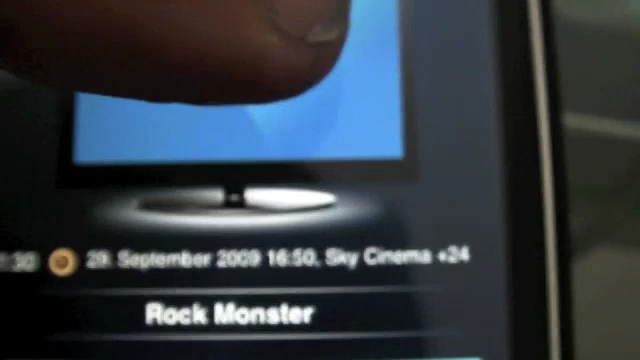 29. September 2009 16:50, Sky Cinema +24
Rock Monster